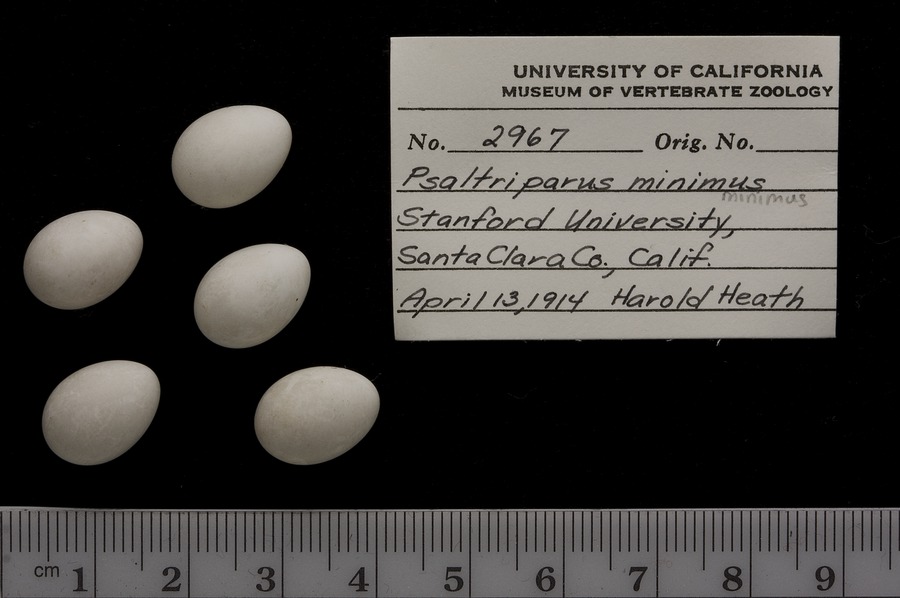 UNIVERSITY OF CALIFORNIA
MUSEUM OF VERTEBRATE ZOOLOGY
No. 2967 Orig. No.
Psaltriparus minimus
minimus
Stanford University,
Santa Clara Co., Calif.
April 13, 1914 Harold Heath
cm 1 2 3 4 5 6 7 8 9